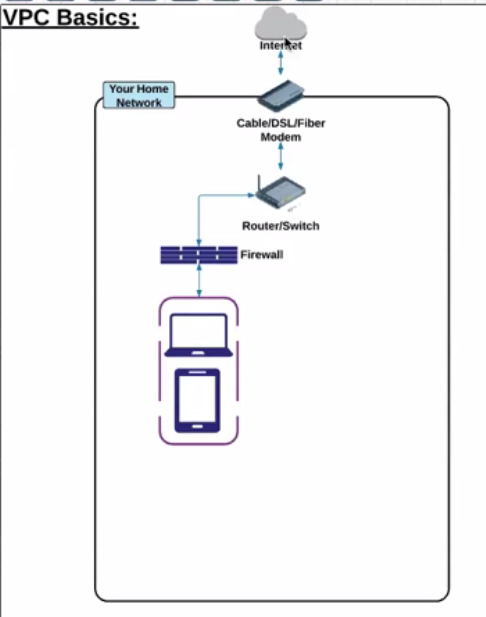 VPC Basics:
Internet
Your Home
Network
Cable/DSL/Fiber
Modem
Router/Switch
Firewall